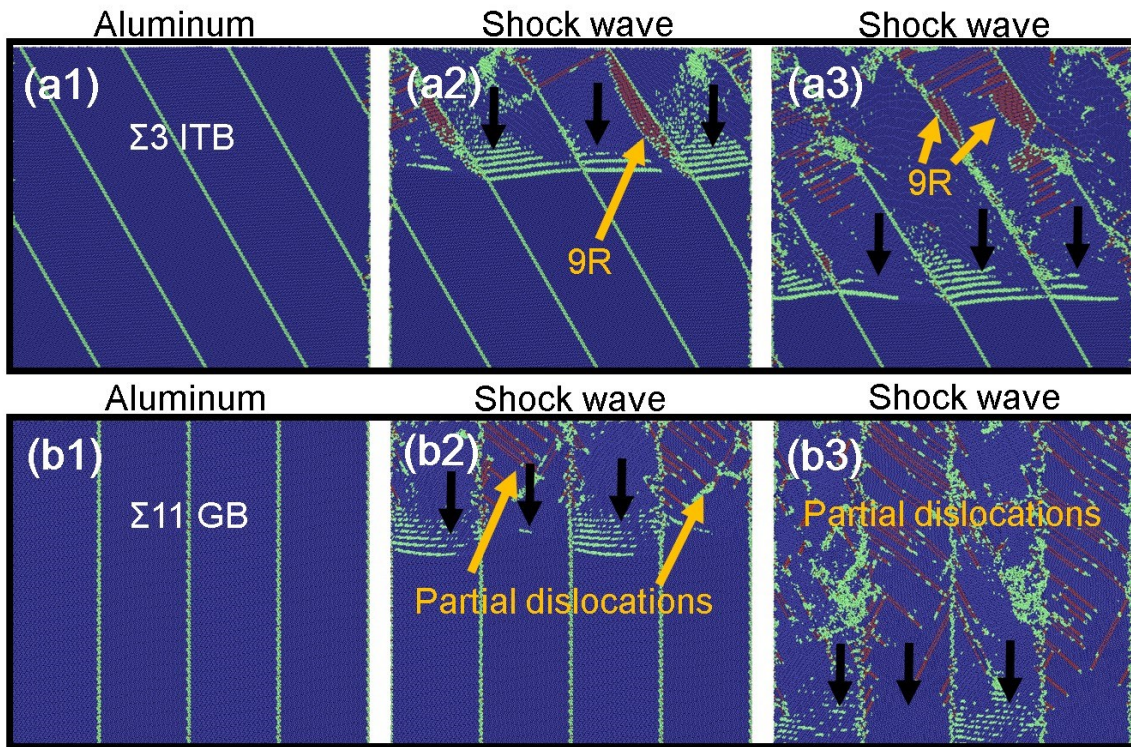 Aluminum Shock wave Shock wave
(a1) (a2) (a3)
Σ3 ITB
9R
9R
Aluminum Shock wave Shock wave
(b1) (b2) (b3)
Σ11 GB Partial dislocations
Partial dislocations